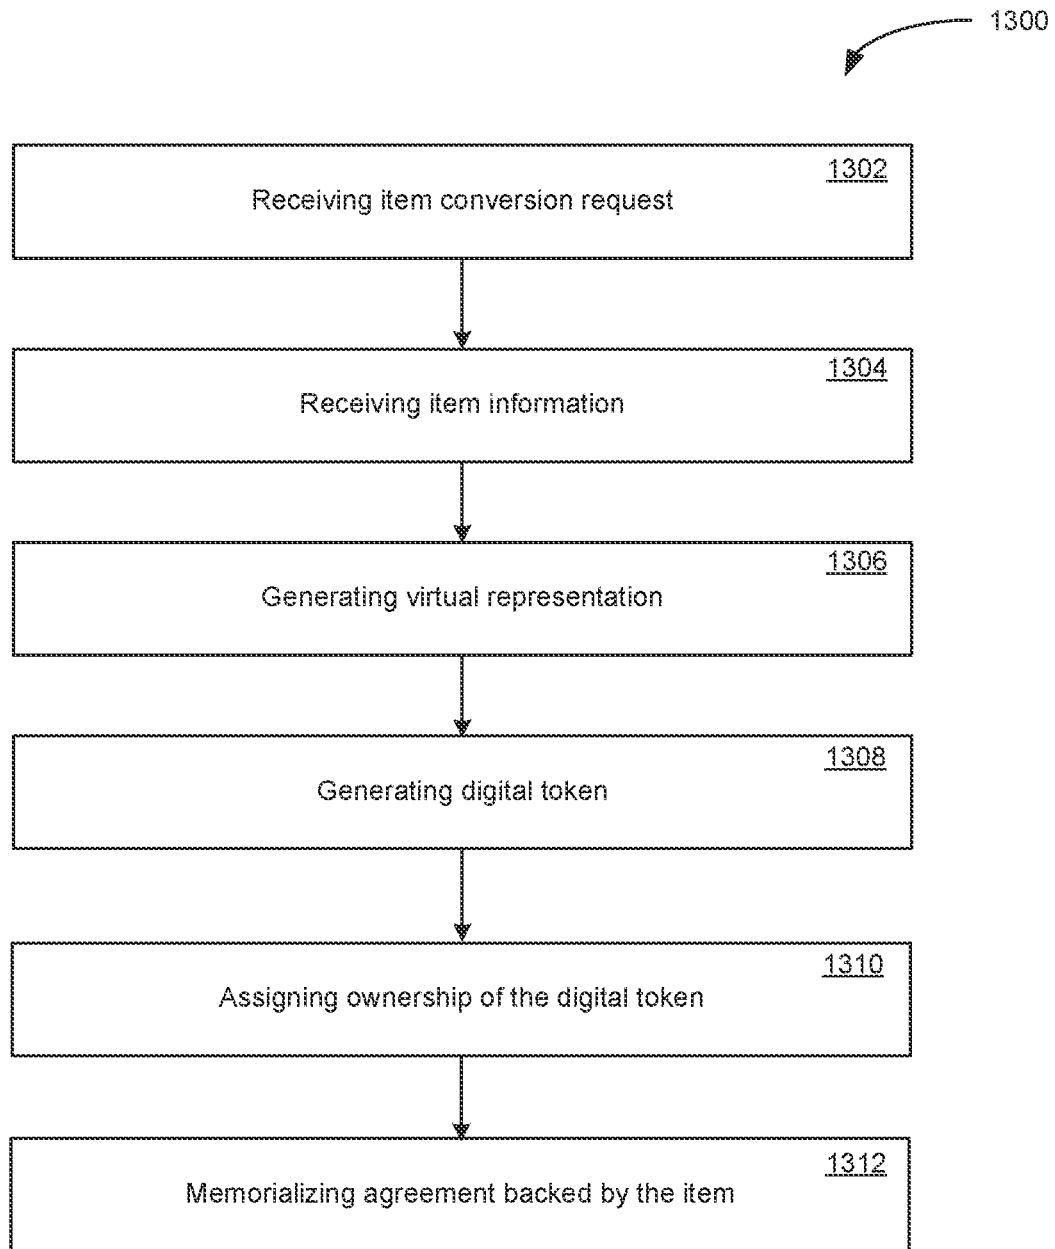 1300
1302
Receiving item conversion request
1304
Receiving item information
1306
Generating virtual representation
1308
Generating digital token
1310
Assigning ownership of the digital token
1312
Memorializing agreement backed by the item